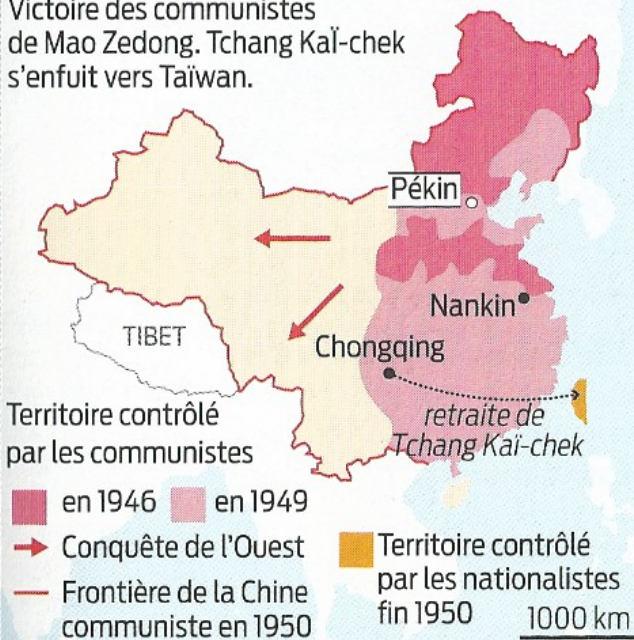 Victoire des communistes
de Mao Zedong. Tchang KaÏ-chek
s'enfuit vers Taïwan.
Pékin
Nankin
TIBET
Chongqing
retraite de
Tchang Kaï-chek
Territoire contrôlé
par les communistes
en 1946 en 1949
Conquête de l'Ouest
Frontière de la Chine
communiste en 1950
Territoire contrôlé
par les nationalistes
fin 1950
1000 km